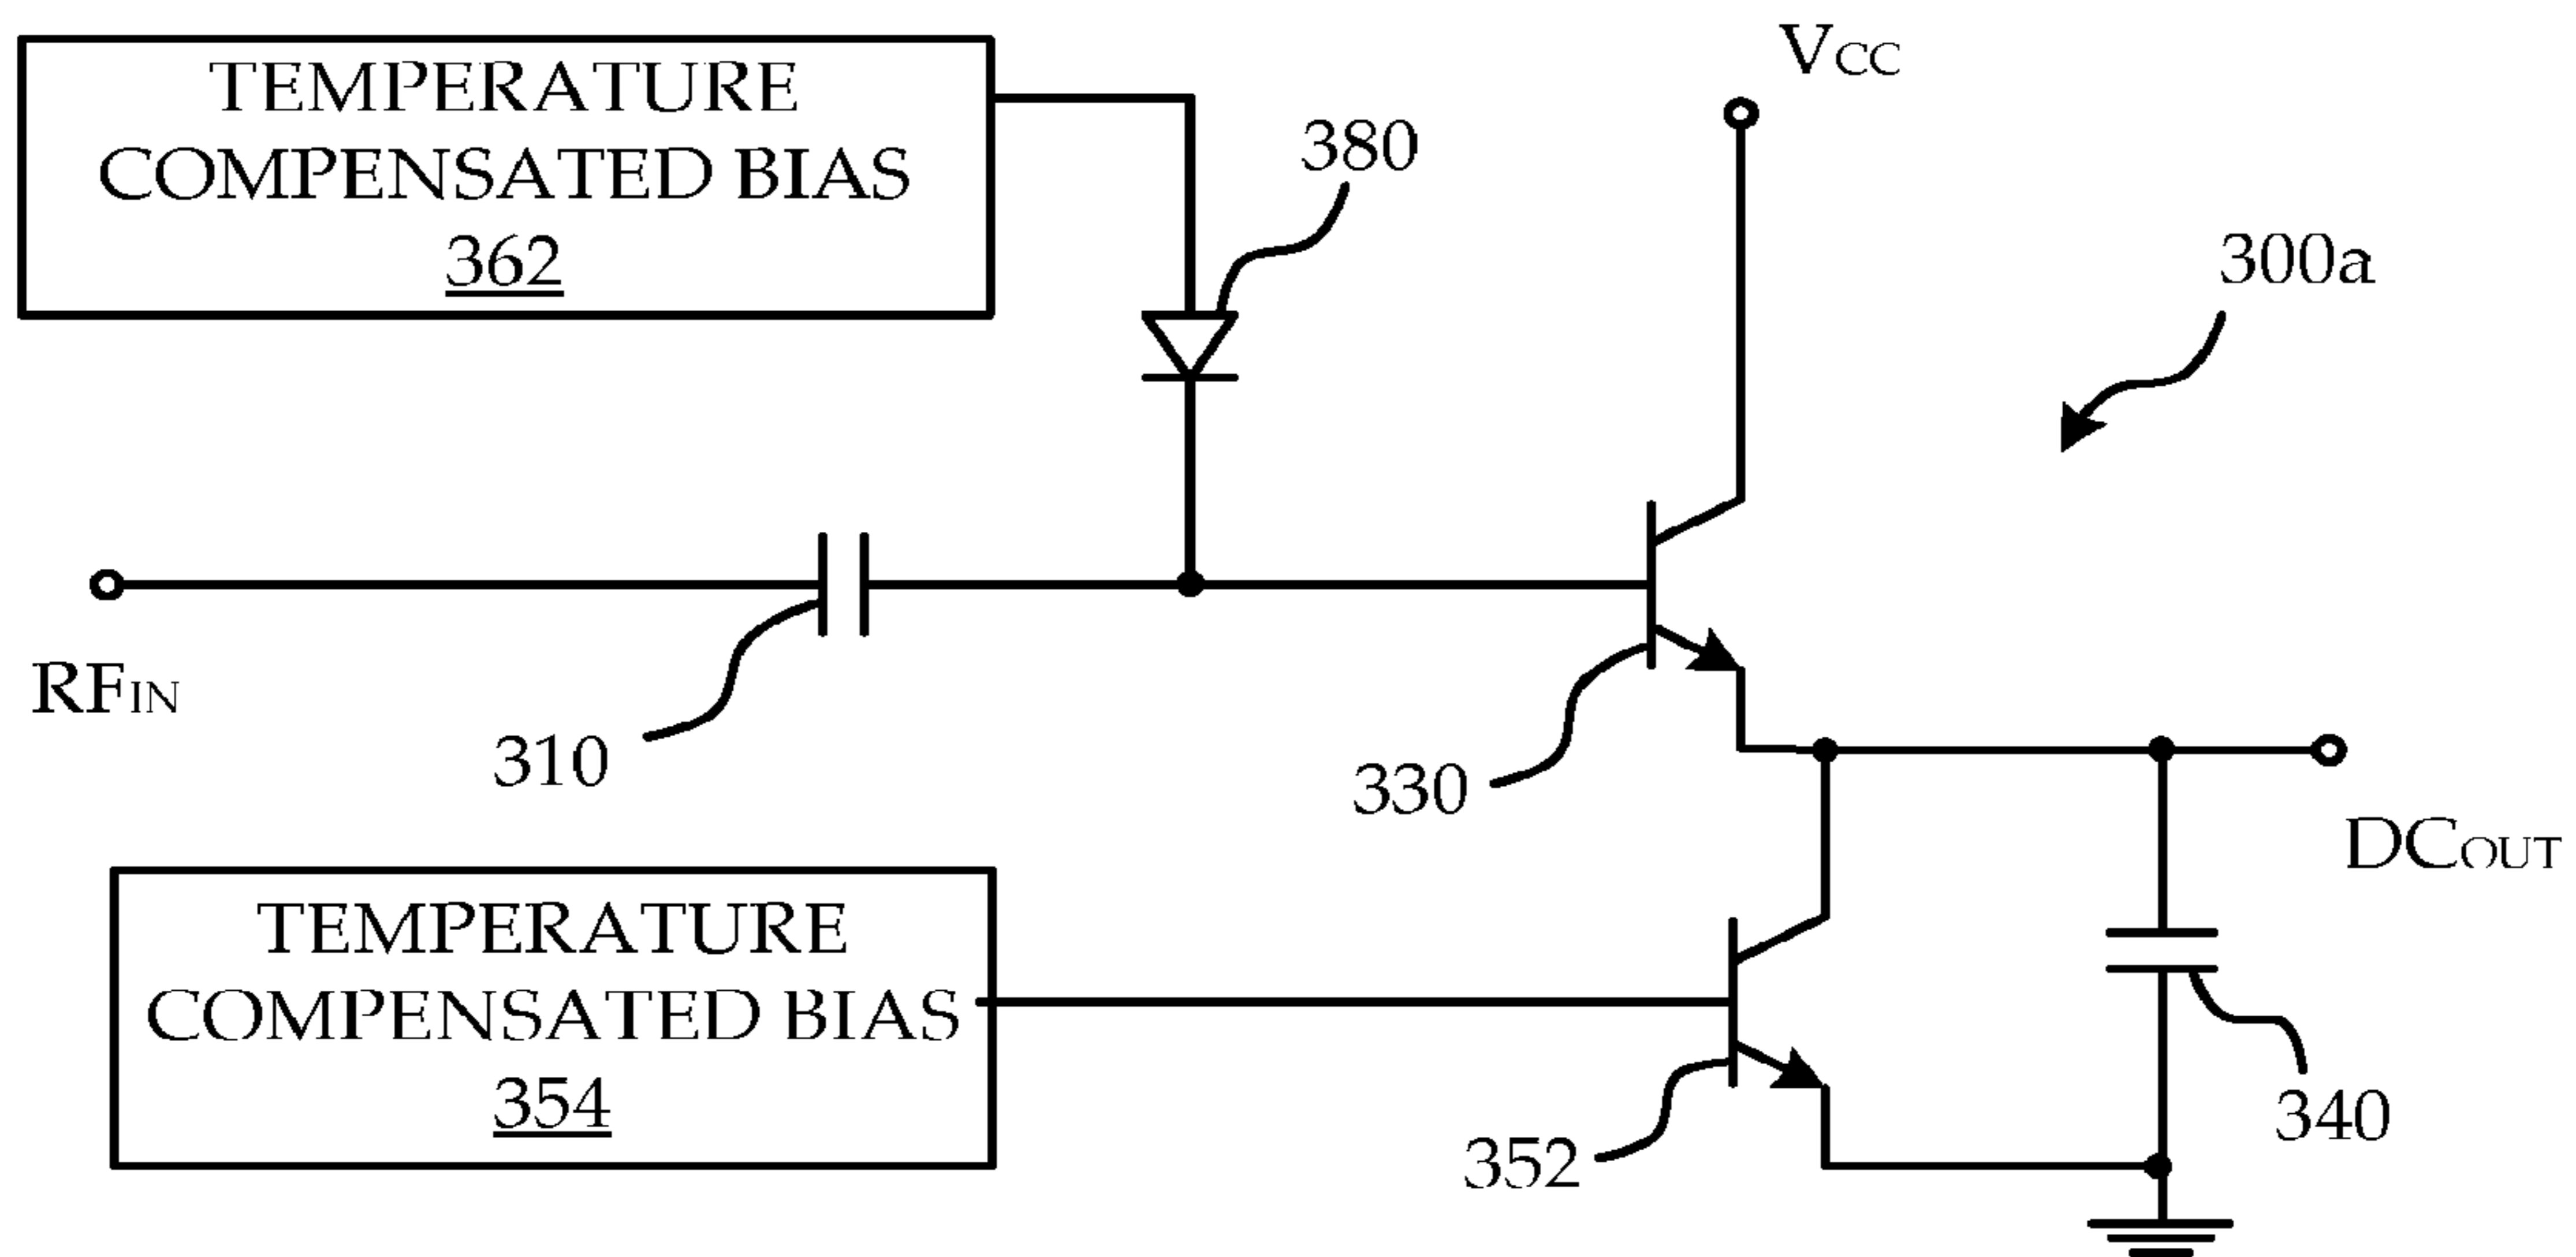 TEMPERATURE
COMPENSATED BIAS
362
VCC
380
300a
RFIN
310
330
DCOUT
TEMPERATURE
COMPENSATED BIAS
354
352
340